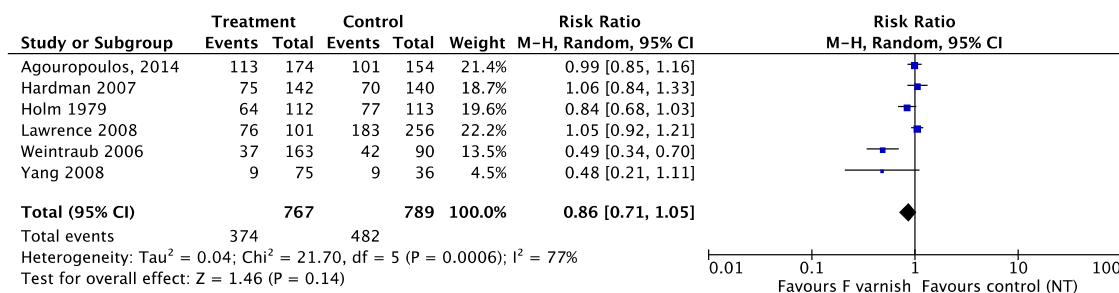 Treatment Control Risk Ratio Risk Ratio
Study or Subgroup Events Total Events Total Weight M-H, Random, 95% CI M-H, Random, 95% CI
Agouropoulos, 2014 113 174 101 154 21.4% 0.99 [0.85, 1.16]
Hardman 2007 75 142 70 140 18.7% 1.06 [0.84, 1.33]
Holm 1979 64 112 77 113 19.6% 0.84 [0.68, 1.03]
Lawrence 2008 76 101 183 256 22.2% 1.05 [0.92, 1.21]
Weintraub 2006 37 163 42 90 13.5% 0.49 [0.34, 0.70]
Yang 2008 9 75 9 36 4.5% 0.48 [0.21, 1.11]
Total (95% CI) 767 789 100.0% 0.86 [0.71, 1.05]
Total events 374 482
Heterogeneity: Tau² = 0.04; Chi² = 21.70, df = 5 (P = 0.0006); I² = 77%
Test for overall effect: Z = 1.46 (P = 0.14)
0.01 0.1 1 10 100
Favours F varnish Favours control (NT)